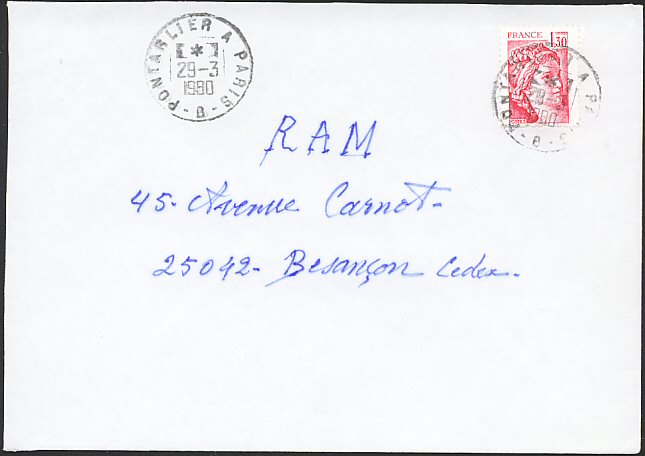 PONTARLIER A PARIS
*
29-3
1980
- B -
FRANCE 1,30
RAM
45- Avenue Carnot-
25042- Besançon Cedex.